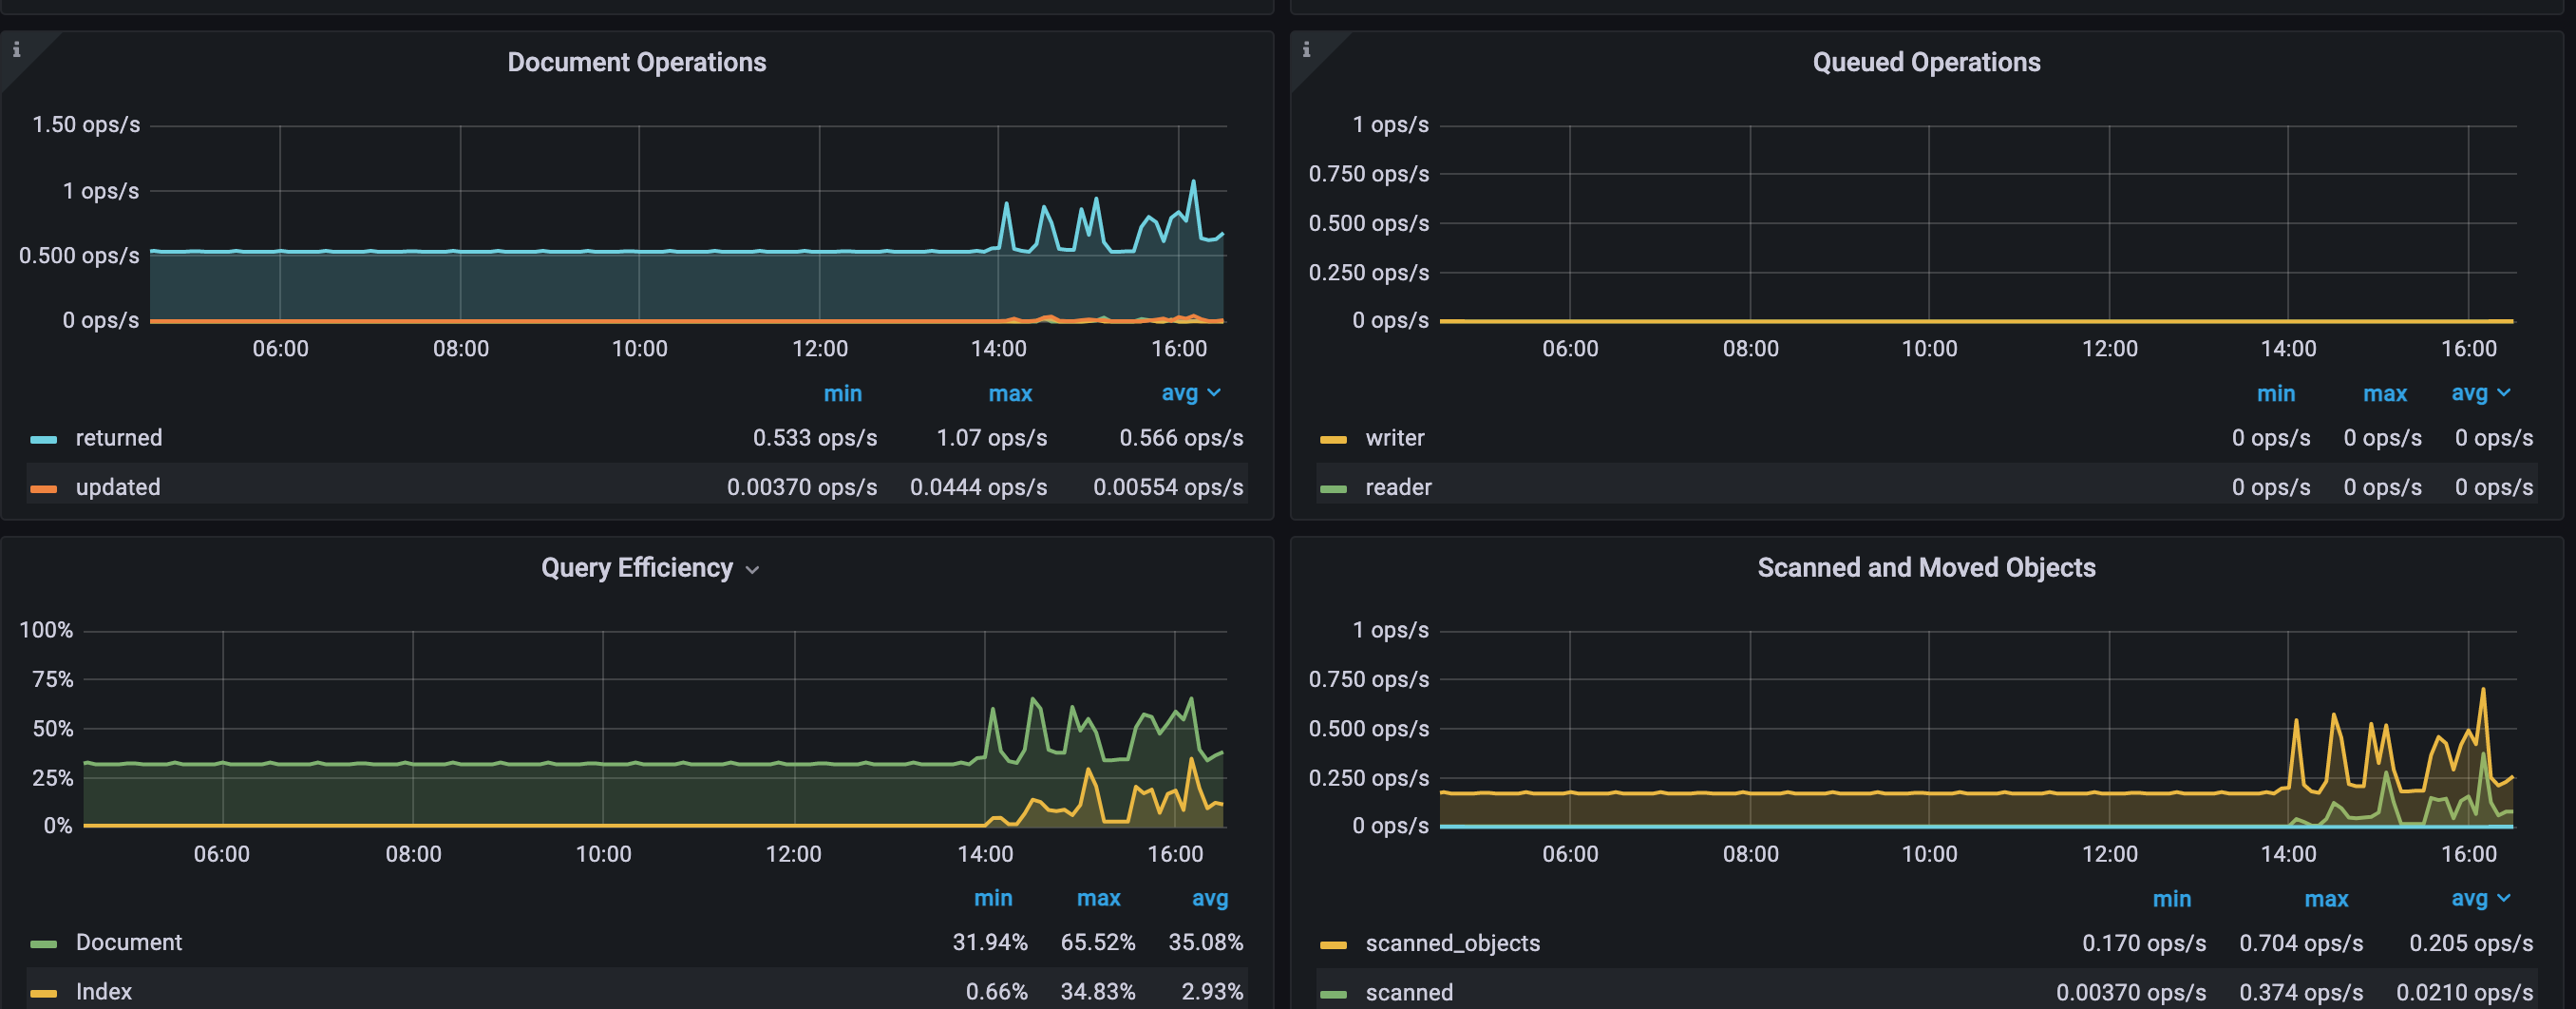 Document Operations
1.50 ops/s
1 ops/s
0.500 ops/s
0 ops/s
06:00 08:00 10:00 12:00 14:00 16:00
min max avg
returned 0.533 ops/s 1.07 ops/s 0.566 ops/s
updated 0.00370 ops/s 0.0444 ops/s 0.00554 ops/s
Queued Operations
1 ops/s
0.750 ops/s
0.500 ops/s
0.250 ops/s
0 ops/s
06:00 08:00 10:00 12:00 14:00 16:00
min max avg
writer 0 ops/s 0 ops/s 0 ops/s
reader 0 ops/s 0 ops/s 0 ops/s
Query Efficiency
100%
75%
50%
25%
0%
06:00 08:00 10:00 12:00 14:00 16:00
min max avg
Document 31.94% 65.52% 35.08%
Index 0.66% 34.83% 2.93%
Scanned and Moved Objects
1 ops/s
0.750 ops/s
0.500 ops/s
0.250 ops/s
0 ops/s
06:00 08:00 10:00 12:00 14:00 16:00
min max avg
scanned_objects 0.170 ops/s 0.704 ops/s 0.205 ops/s
scanned 0.00370 ops/s 0.374 ops/s 0.0210 ops/s